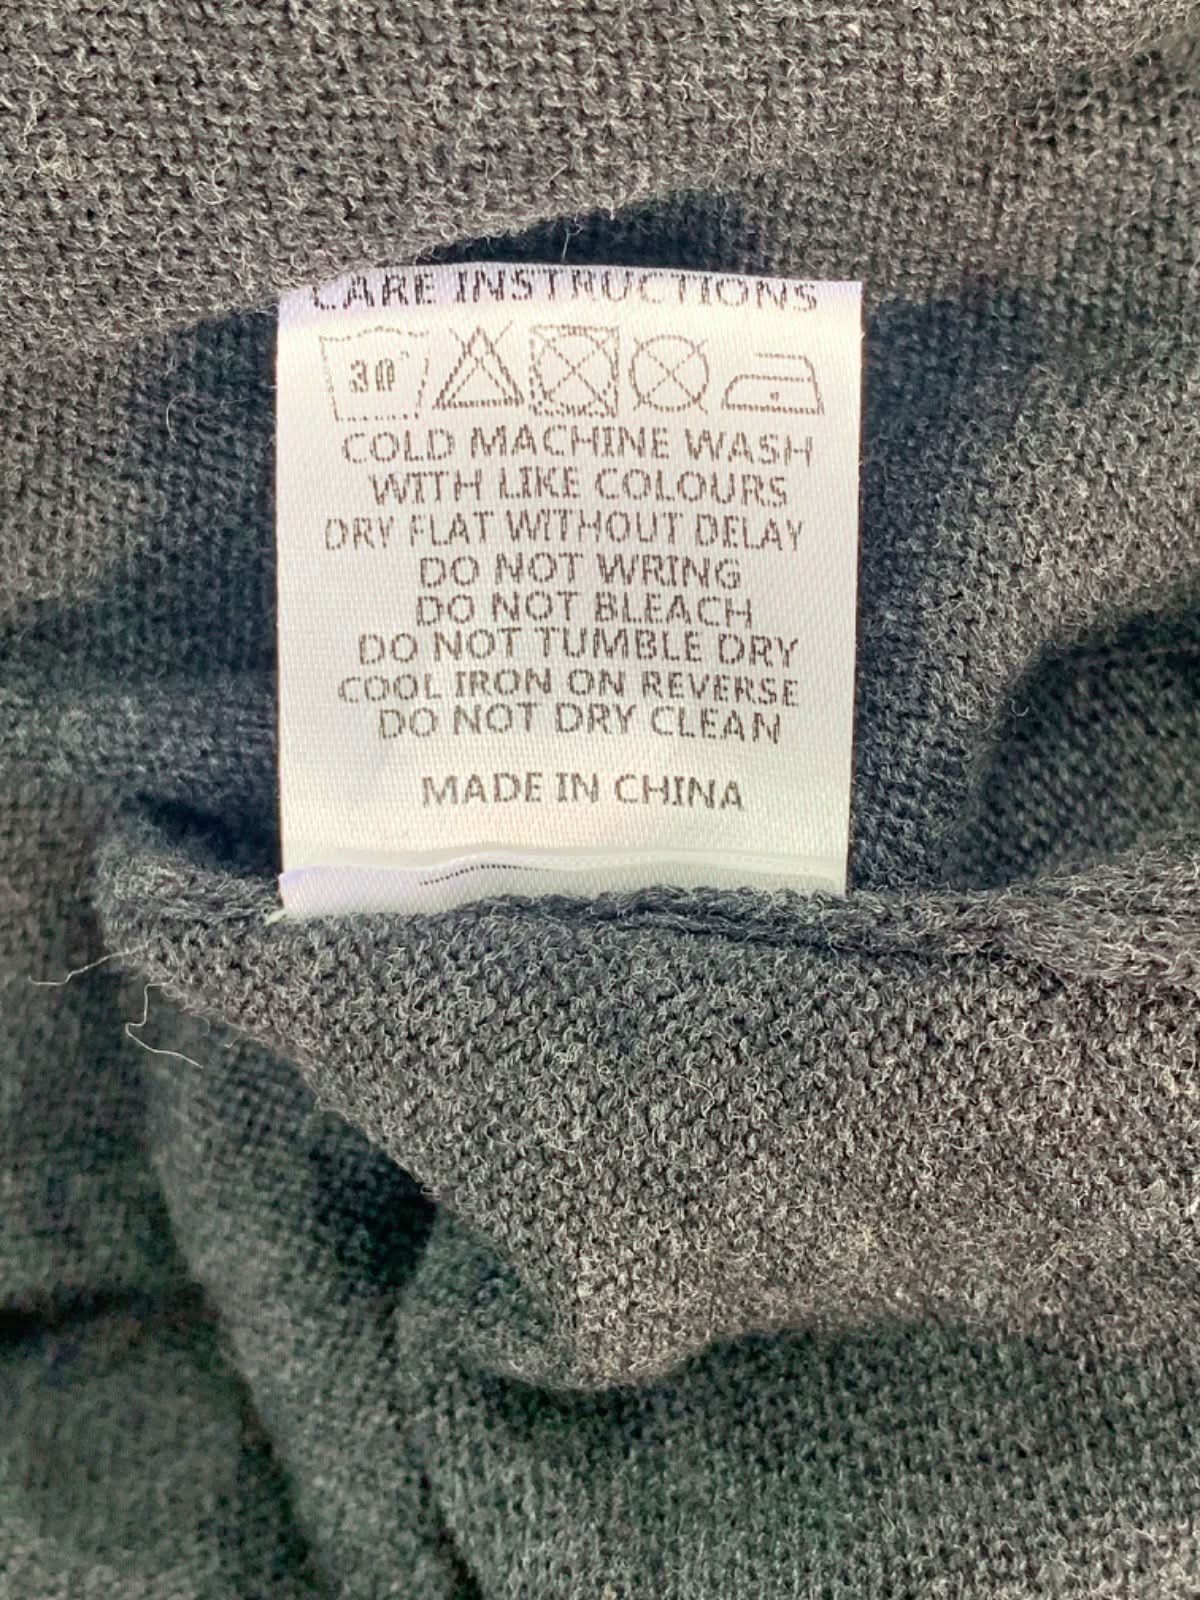 CARE INSTRUCTIONS
30°
COLD MACHINE WASH
WITH LIKE COLOURS
DRY FLAT WITHOUT DELAY
DO NOT WRING
DO NOT BLEACH
DO NOT TUMBLE DRY
COOL IRON ON REVERSE
DO NOT DRY CLEAN
MADE IN CHINA